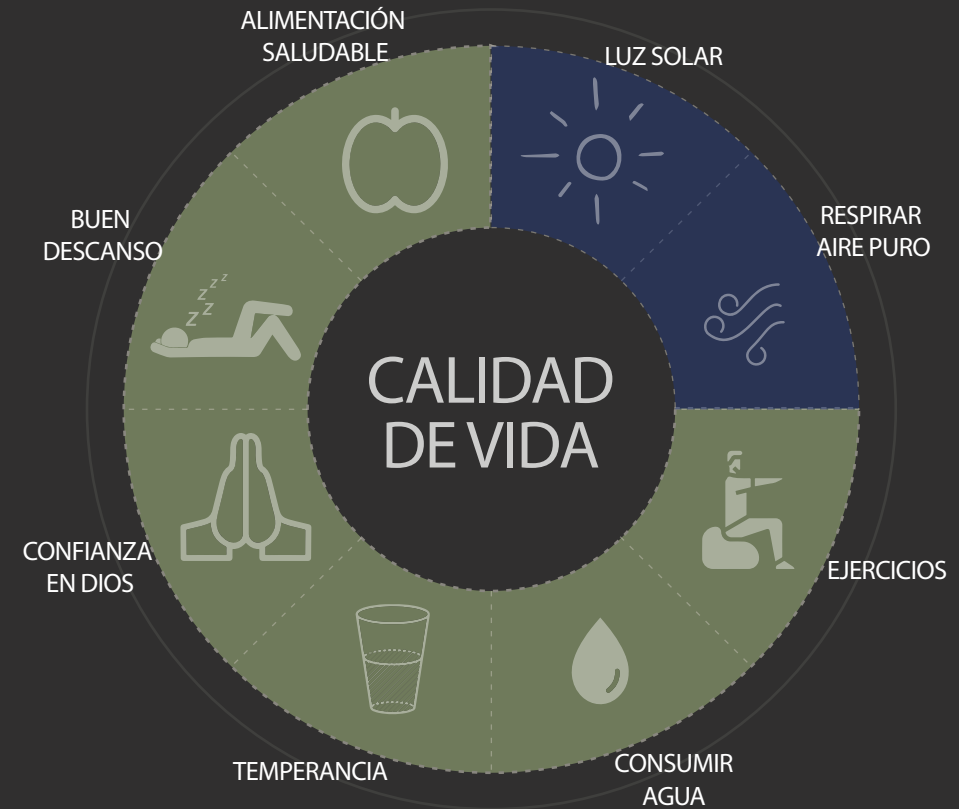 ALIMENTACIÓN
SALUDABLE
LUZ SOLAR
BUEN
DESCANSO
z z z z z
RESPIRAR
AIRE PURO
CALIDAD
DE VIDA
CONFIANZA
EN DIOS
EJERCICIOS
TEMPERANCIA
CONSUMIR
AGUA